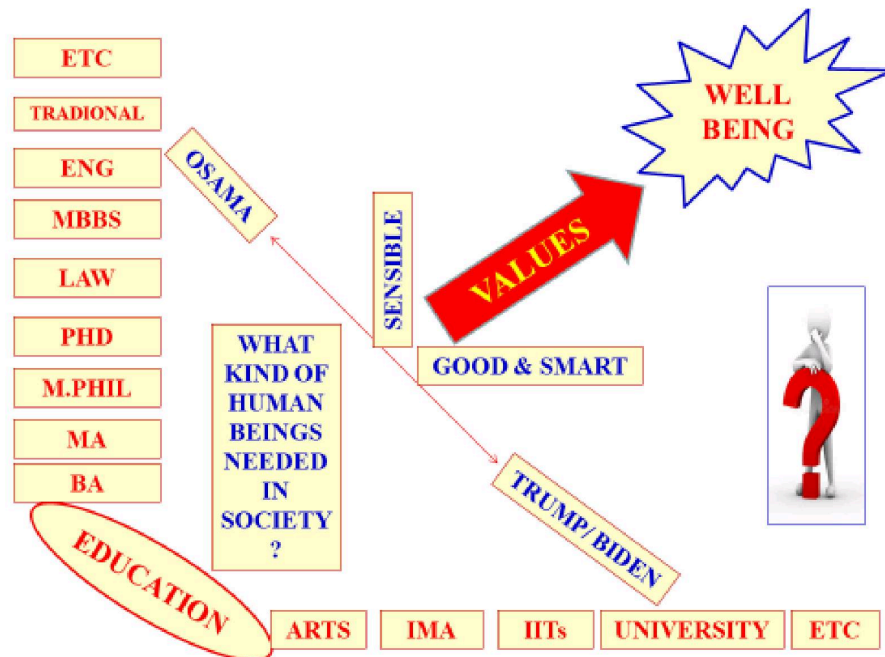 ETC
TRADIONAL
ENG
MBBS
LAW
PHD
M.PHIL
MA
BA
EDUCATION
ARTS
IMA
IITs
UNIVERSITY
ETC
OSAMA
WHAT
KIND OF
HUMAN
BEINGS
NEEDED
IN
SOCIETY
?
SENSIBLE
GOOD & SMART
TRUMP/ BIDEN
VALUES
WELL
BEING